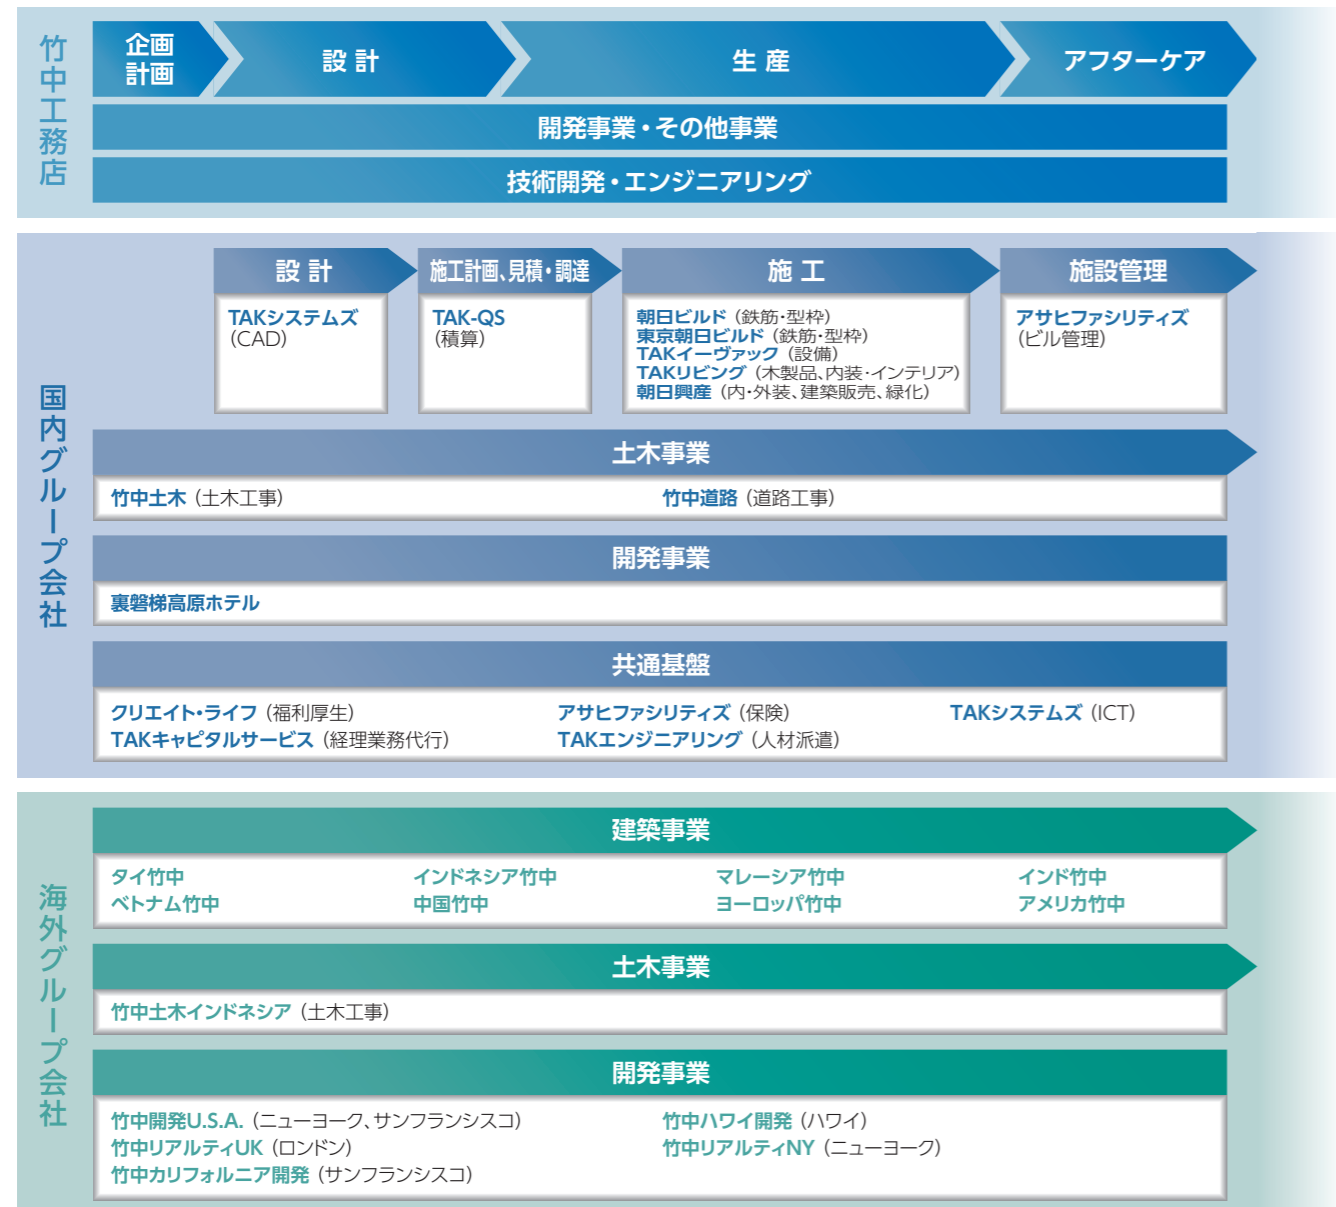 竹中工務店
企画
計画
設計
生産
アフターケア
開発事業・その他事業
技術開発・エンジニアリング
国内グループ会社
設計
施工計画、見積・調達
施工
施設管理
TAKシステムズ
(CAD)
TAK-QS
(積算)
朝日ビルド (鉄筋・型枠)
東京朝日ビルド (鉄筋・型枠)
TAKイーヴァック (設備)
TAKリビング (木製品、内装・インテリア)
朝日興産 (内・外装、建築販売、緑化)
アサヒファシリティズ
(ビル管理)
土木事業
竹中土木 (土木工事) 竹中道路 (道路工事)
開発事業
裏磐梯高原ホテル
共通基盤
クリエイト・ライフ (福利厚生) アサヒファシリティズ (保険) TAKシステムズ (ICT)
TAKキャピタルサービス (経理業務代行) TAKエンジニアリング (人材派遣)
海外グループ会社
建築事業
タイ竹中 インドネシア竹中 マレーシア竹中 インド竹中
ベトナム竹中 中国竹中 ヨーロッパ竹中 アメリカ竹中
土木事業
竹中土木インドネシア (土木工事)
開発事業
竹中開発U.S.A. (ニューヨーク、サンフランシスコ) 竹中ハワイ開発 (ハワイ)
竹中リアルティUK (ロンドン) 竹中リアルティNY (ニューヨーク)
竹中カリフォルニア開発 (サンフランシスコ)